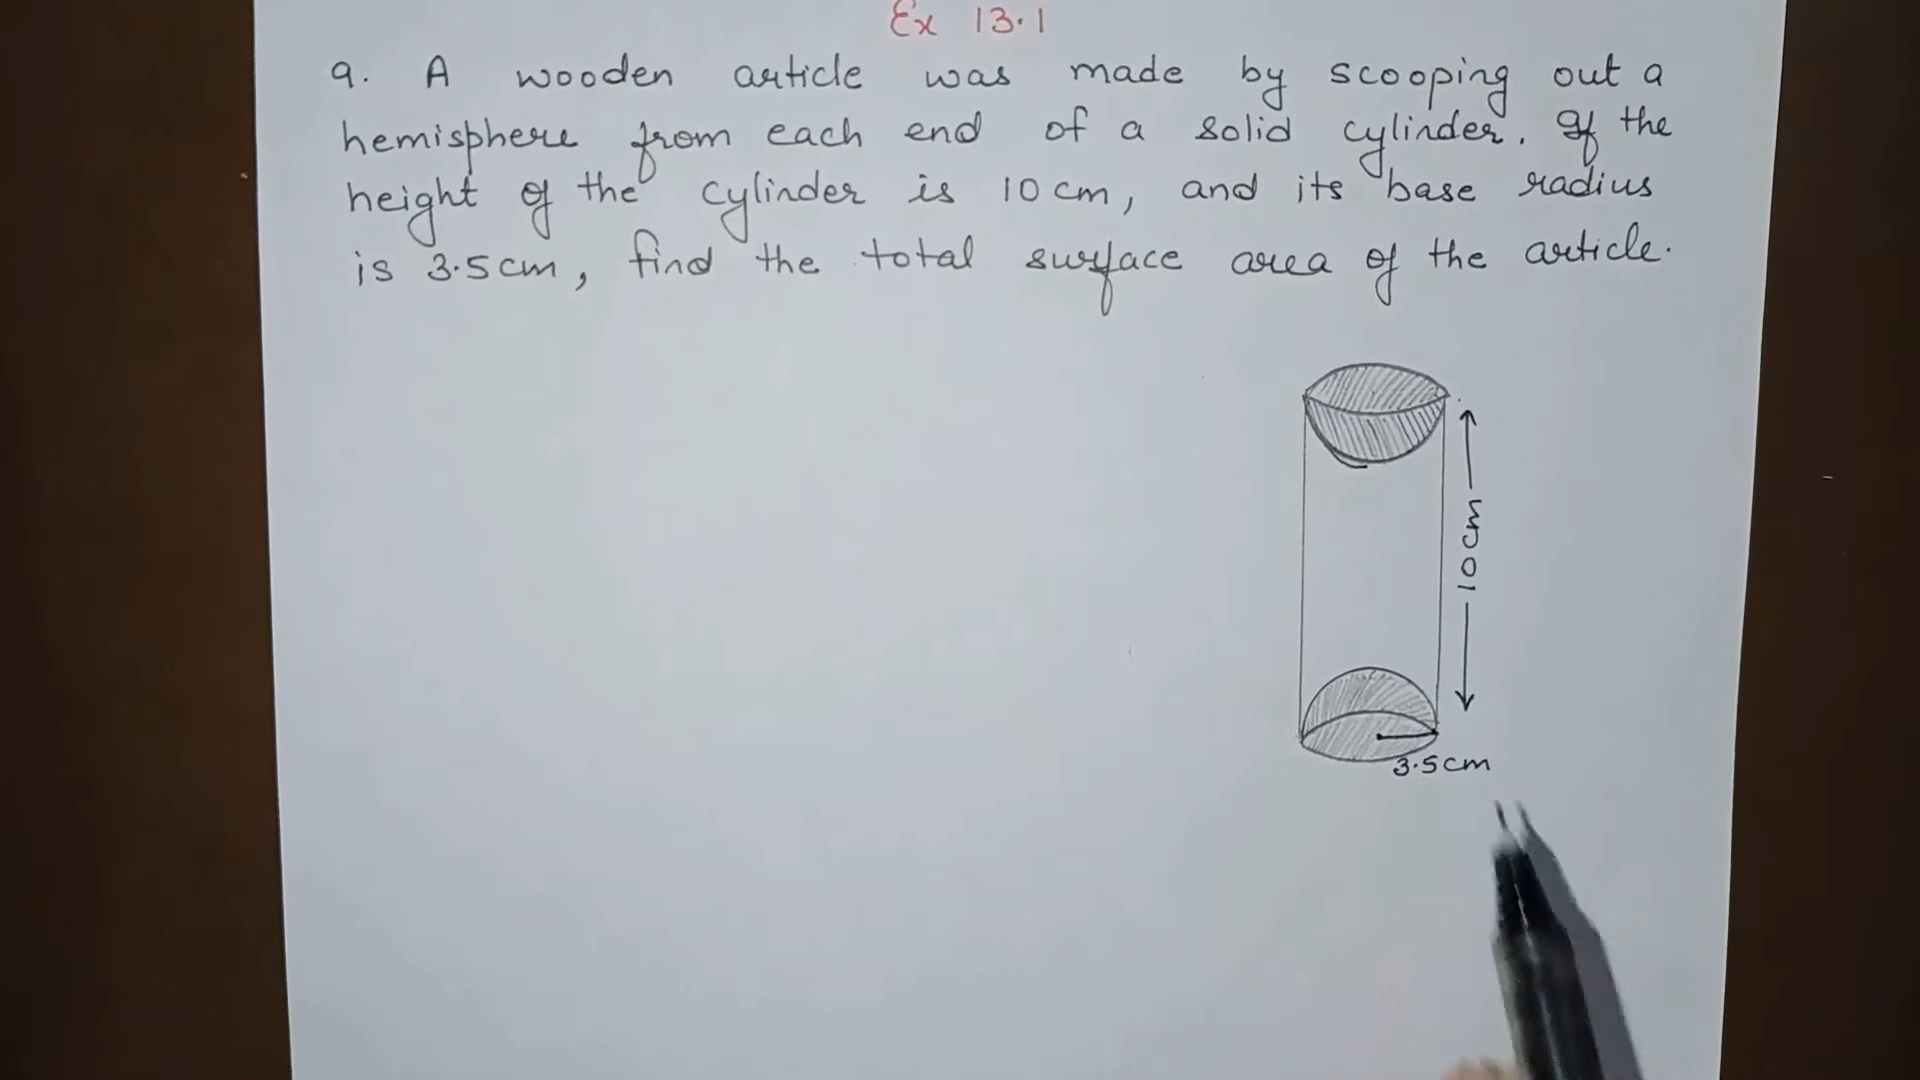 Ex 13.1
9. A wooden article was made by scooping out a
hemisphere from each end of a solid cylinder. If the
height of the cylinder is 10 cm, and its base radius
is 3.5 cm, find the total surface area of the article.
10cm
3.5cm